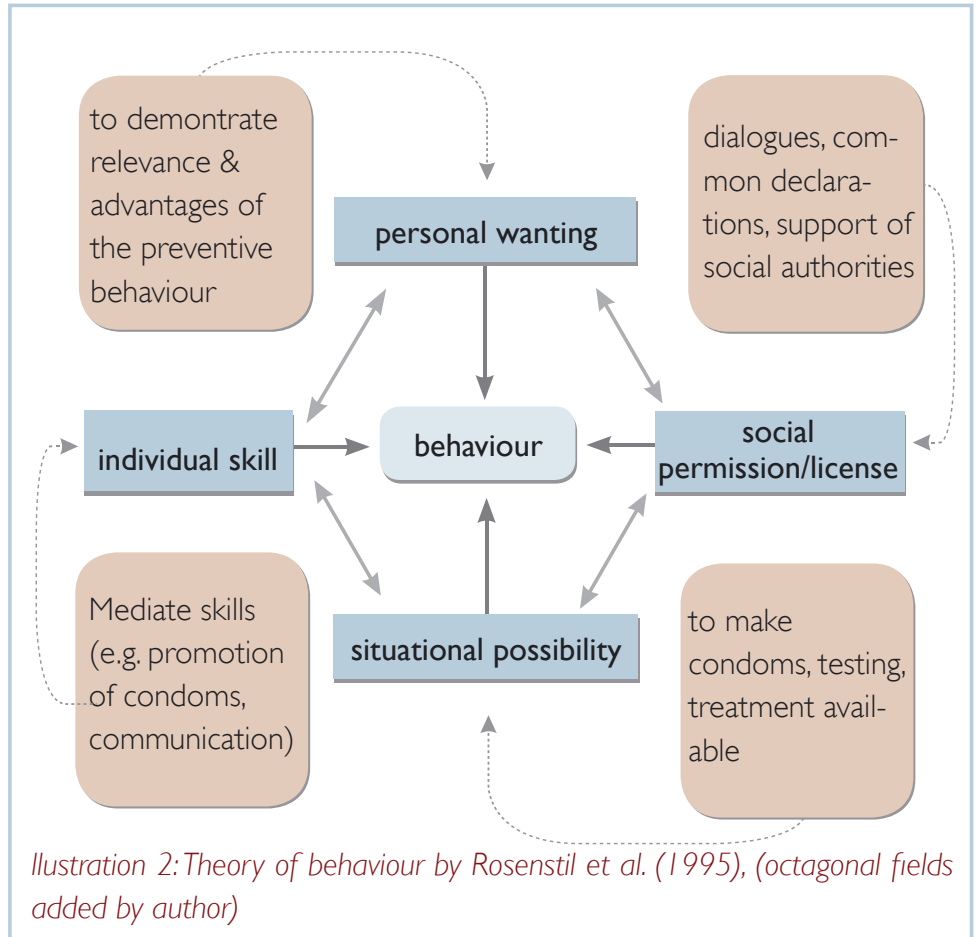 to demontrate
relevance &
advantages of
the preventive
behaviour
dialogues, com-
mon declara-
tions, support of
social authorities
personal wanting
individual skill
behaviour
social
permission/license
situational possibility
Mediate skills
(e.g. promotion
of condoms,
communication)
to make
condoms, testing,
treatment avail-
able
Ilustration 2: Theory of behaviour by Rosenstil et al. (1995), (octagonal fields
added by author)